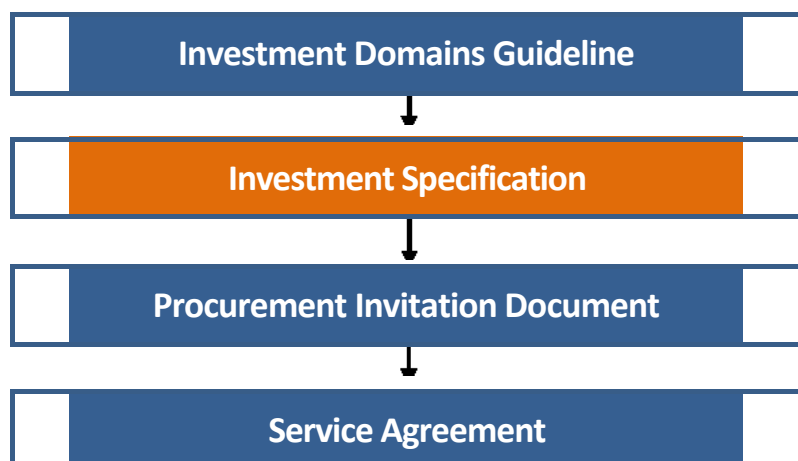 Investment Domains Guideline
Investment Specification
Procurement Invitation Document
Service Agreement